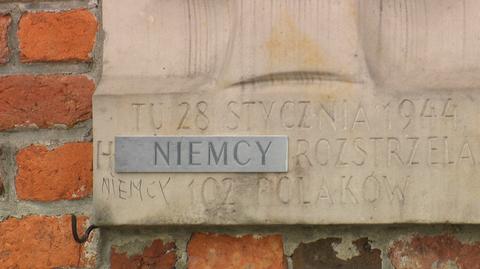 TU 28 STYCZNIA 1944
H NIEMCY ROZSTRZELA
NIEMCY 102 POLAKÓW